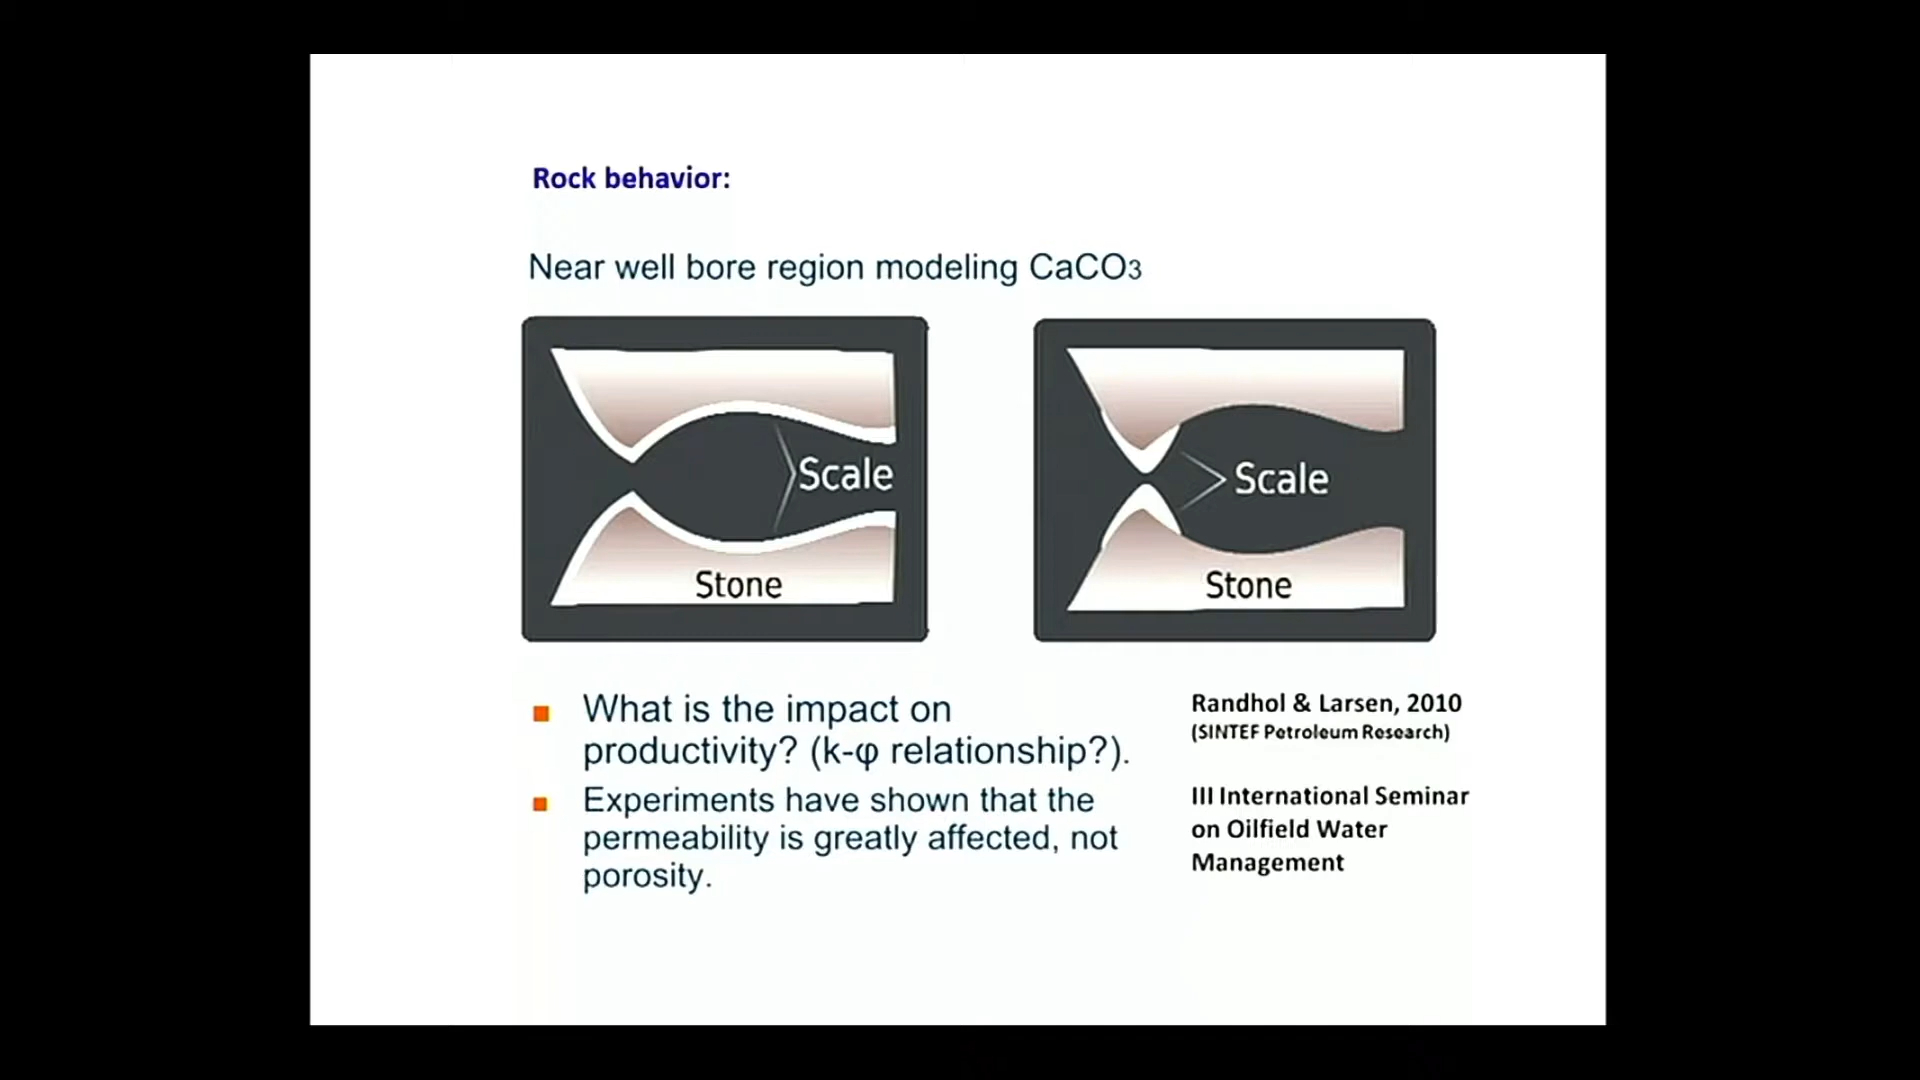 Rock behavior:
Near well bore region modeling CaCO3
Scale
Stone
Scale
Stone
■ What is the impact on
productivity? (k-φ relationship?).
■ Experiments have shown that the
permeability is greatly affected, not
porosity.
Randhol & Larsen, 2010
(SINTEF Petroleum Research)
III International Seminar
on Oilfield Water
Management